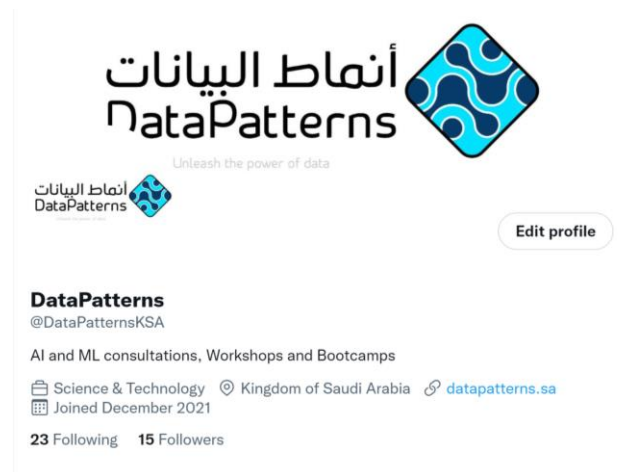 أنماط البيانات
DataPatterns
Unleash the power of data
أنماط البيانات
DataPatterns
Edit profile
DataPatterns
@DataPatternsKSA
AI and ML consultations, Workshops and Bootcamps
Science & Technology Kingdom of Saudi Arabia datapatterns.sa
Joined December 2021
23 Following 15 Followers